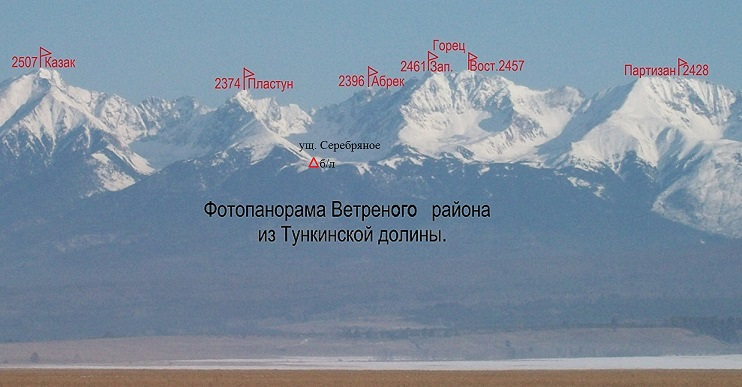 2507 Казак
2374 Пластун
2396 Абрек
Горец
2461 Зап.
Вост. 2457
Партизан 2428
ущ. Серебряное
б/л
Фотопанорама Ветреного района
из Тункинской долины.